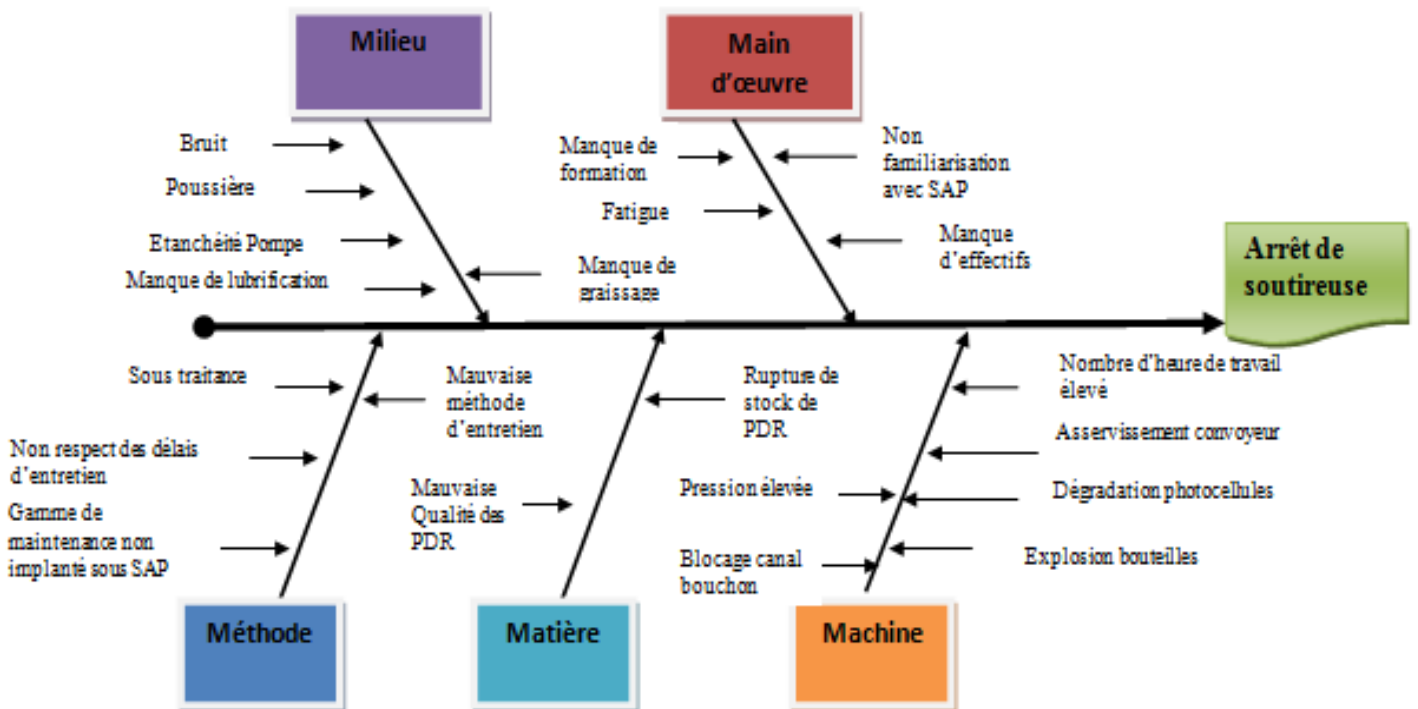 Milieu
Main
d'œuvre
Bruit
Poussière
Etanchéité Pompe
Manque de lubrification
Manque de
graissage
Manque de
formation
Fatigue
Non
familiarisation
avec SAP
Manque
d'effectifs
Arrêt de
soutireuse
Sous traitance
Mauvaise
méthode
d'entretien
Non respect des délais
d'entretien
Gamme de
maintenance non
implanté sous SAP
Rupture de
stock de
PDR
Mauvaise
Qualité des
PDR
Nombre d'heure de travail
élevé
Asservissement convoyeur
Pression élevée
Dégradation photocellules
Blocage canal
bouchon
Explosion bouteilles
Méthode
Matière
Machine